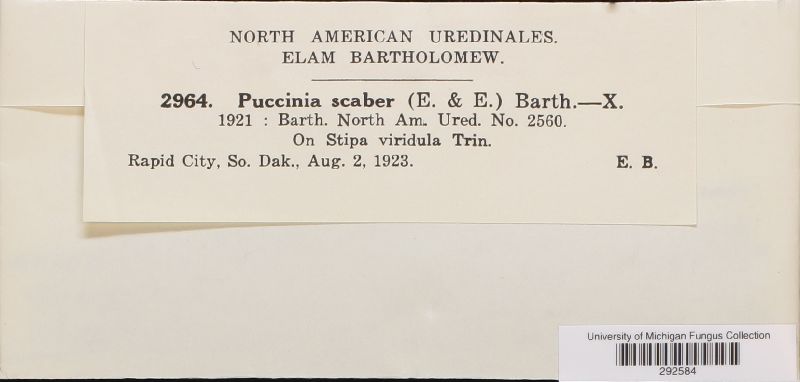 NORTH AMERICAN UREDINALES.
ELAM BARTHOLOMEW.
2964. Puccinia scaber (E. & E.) Barth.—X.
1921 : Barth. North Am. Ured. No. 2560.
On Stipa viridula Trin.
Rapid City, So. Dak., Aug. 2, 1923. E. B.
University of Michigan Fungus Collection
292584